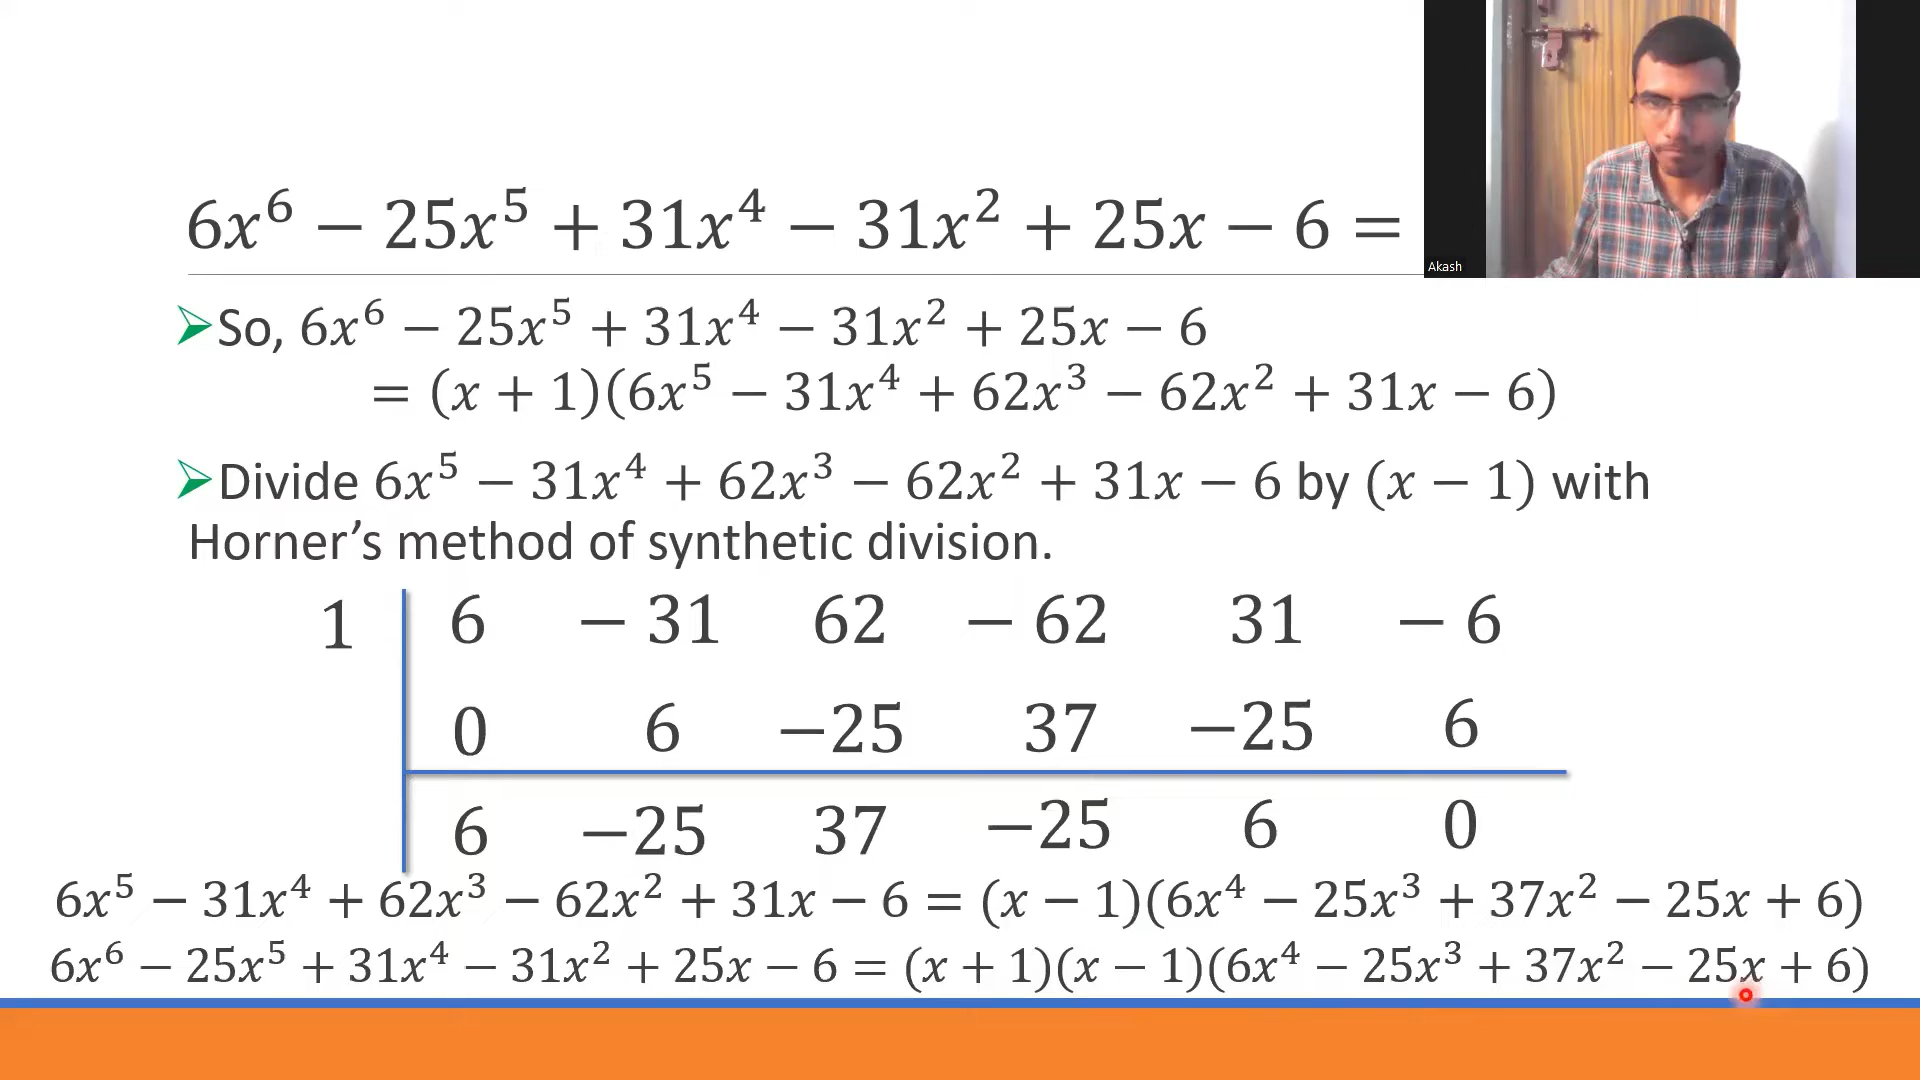 6x⁶ − 25x⁵ + 31x⁴ − 31x² + 25x − 6 =
Akash
So, 6x⁶ − 25x⁵ + 31x⁴ − 31x² + 25x − 6
= (x + 1)(6x⁵ − 31x⁴ + 62x³ − 62x² + 31x − 6)
Divide 6x⁵ − 31x⁴ + 62x³ − 62x² + 31x − 6 by (x − 1) with
Horner’s method of synthetic division.
1 6 − 31 62 − 62 31 − 6
0 6 −25 37 −25 6
6 −25 37 −25 6 0
6x⁵ − 31x⁴ + 62x³ − 62x² + 31x − 6 = (x − 1)(6x⁴ − 25x³ + 37x² − 25x + 6)
6x⁶ − 25x⁵ + 31x⁴ − 31x² + 25x − 6 = (x + 1)(x − 1)(6x⁴ − 25x³ + 37x² − 25x + 6)